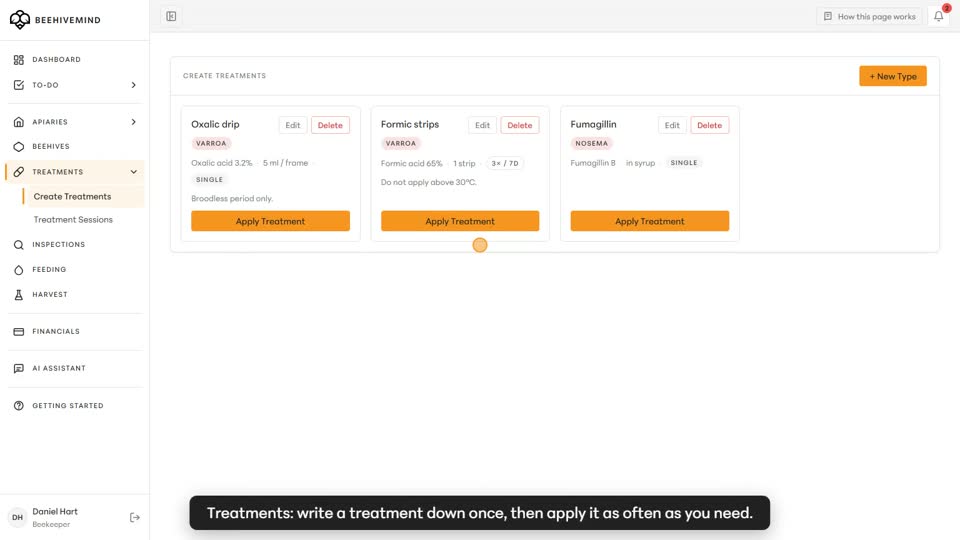 BEEHIVEMIND
How this page works
2
DASHBOARD
TO-DO
APIARIES
BEEHIVES
TREATMENTS
Create Treatments
Treatment Sessions
INSPECTIONS
FEEDING
HARVEST
FINANCIALS
AI ASSISTANT
GETTING STARTED
DH
Daniel Hart
Beekeeper
CREATE TREATMENTS
+ New Type
Oxalic drip
Edit
Delete
VARROA
Oxalic acid 3.2% · 5 ml / frame ·
SINGLE
Broodless period only.
Apply Treatment
Formic strips
Edit
Delete
VARROA
Formic acid 65% · 1 strip · 3× / 7D
Do not apply above 30°C.
Apply Treatment
Fumagillin
Edit
Delete
NOSEMA
Fumagillin B · in syrup · SINGLE
Apply Treatment
Treatments: write a treatment down once, then apply it as often as you need.